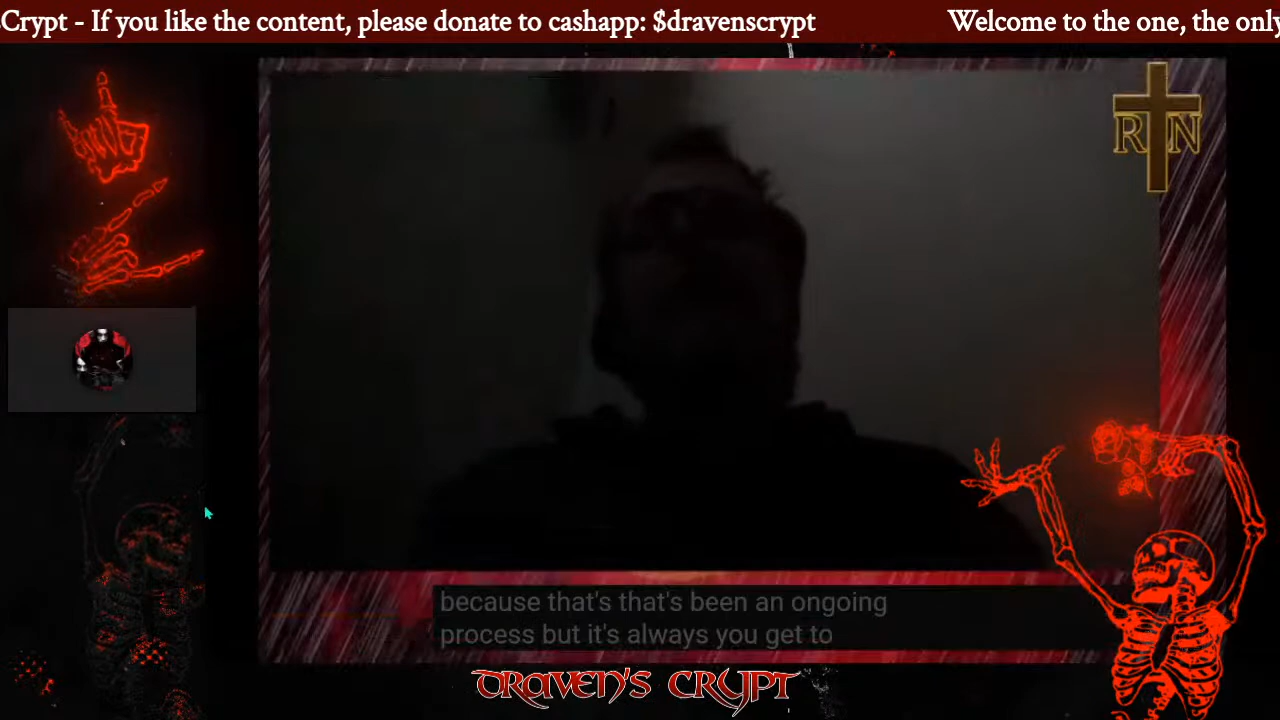 Crypt - If you like the content, please donate to cashapp: $dravenscrypt
Welcome to the one, the only
R N
because that's that's been an ongoing
process but it's always you get to
DRAVEN'S CRYPT